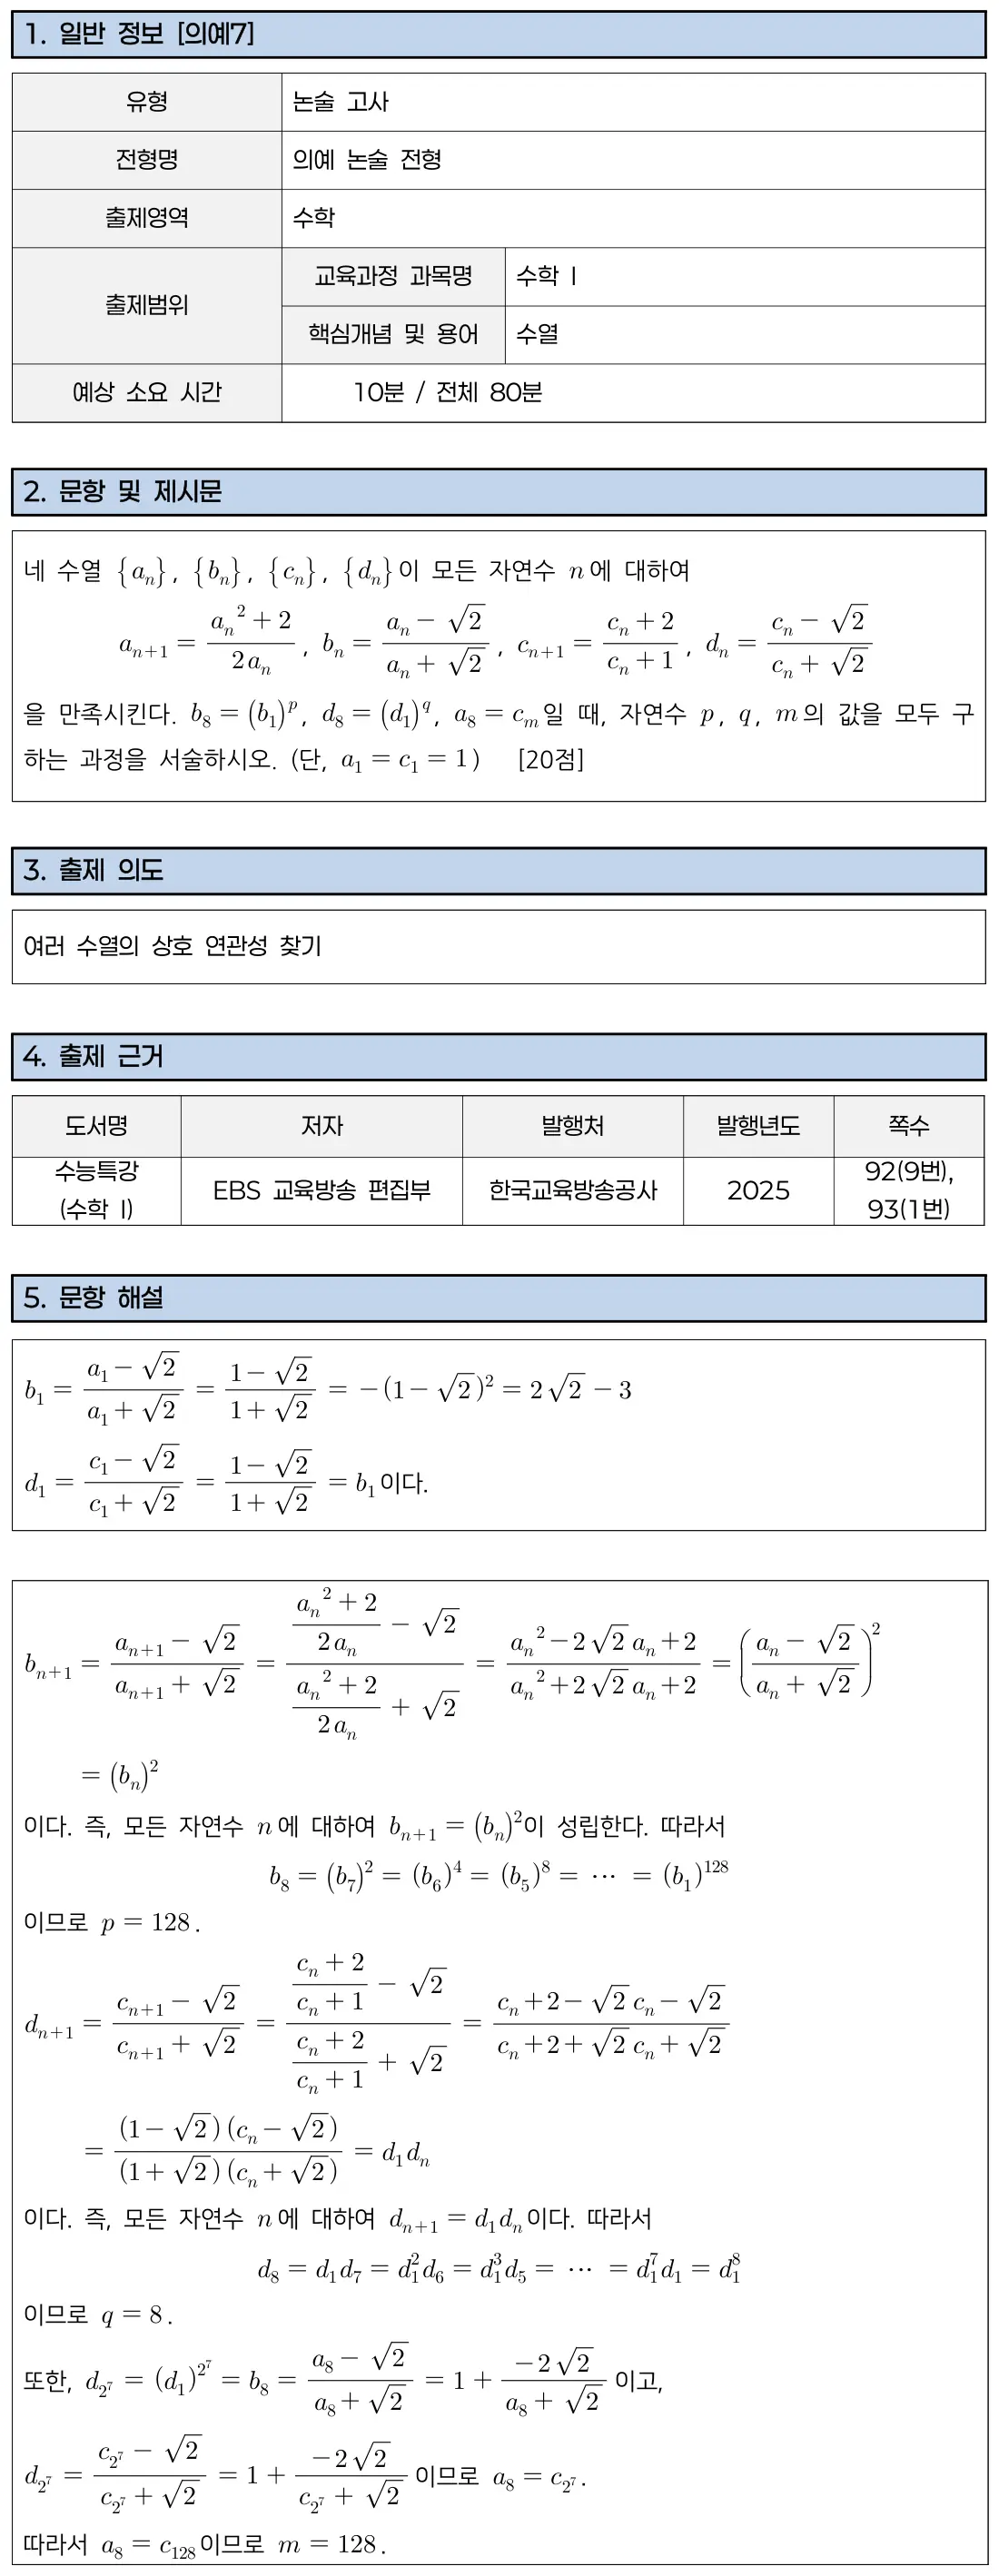 1. 일반 정보 [의예7]
유형 논술 고사
전형명 의예 논술 전형
출제영역 수학
출제범위 교육과정 과목명 수학 Ⅰ
핵심개념 및 용어 수열
예상 소요 시간 10분 / 전체 80분
2. 문항 및 제시문
네 수열 {a_n}, {b_n}, {c_n}, {d_n}이 모든 자연수 n에 대하여
a_{n+1} = (a_n^2 + 2)/(2a_n), b_n = (a_n - √2)/(a_n + √2), c_{n+1} = (c_n + 2)/(c_n + 1), d_n = (c_n - √2)/(c_n + √2)
을 만족시킨다. b_8 = (b_1)^p, d_8 = (d_1)^q, a_8 = c_m일 때, 자연수 p, q, m의 값을 모두 구
하는 과정을 서술하시오. (단, a_1 = c_1 = 1) [20점]
3. 출제 의도
여러 수열의 상호 연관성 찾기
4. 출제 근거
도서명 저자 발행처 발행년도 쪽수
수능특강 (수학 Ⅰ) EBS 교육방송 편집부 한국교육방송공사 2025 92(9번), 93(1번)
5. 문항 해설
b_1 = (a_1 - √2)/(a_1 + √2) = (1 - √2)/(1 + √2) = -(1 - √2)^2 = 2√2 - 3
d_1 = (c_1 - √2)/(c_1 + √2) = (1 - √2)/(1 + √2) = b_1이다.
b_{n+1} = (a_{n+1} - √2)/(a_{n+1} + √2) = ((a_n^2 + 2)/(2a_n) - √2)/((a_n^2 + 2)/(2a_n) + √2) = (a_n^2 - 2√2 a_n + 2)/(a_n^2 + 2√2 a_n + 2) = ((a_n - √2)/(a_n + √2))^2
= (b_n)^2
이다. 즉, 모든 자연수 n에 대하여 b_{n+1} = (b_n)^2이 성립한다. 따라서
b_8 = (b_7)^2 = (b_6)^4 = (b_5)^8 = ⋯ = (b_1)^128
이므로 p = 128.
d_{n+1} = (c_{n+1} - √2)/(c_{n+1} + √2) = ((c_n + 2)/(c_n + 1) - √2)/((c_n + 2)/(c_n + 1) + √2) = (c_n + 2 - √2 c_n - √2)/(c_n + 2 + √2 c_n + √2)
= ((1 - √2)(c_n - √2))/((1 + √2)(c_n + √2)) = d_1 d_n
이다. 즉, 모든 자연수 n에 대하여 d_{n+1} = d_1 d_n이다. 따라서
d_8 = d_1 d_7 = d_1^2 d_6 = d_1^3 d_5 = ⋯ = d_1^7 d_1 = d_1^8
이므로 q = 8.
또한, d_{2^7} = (d_1)^{2^7} = b_8 = (a_8 - √2)/(a_8 + √2) = 1 + (-2√2)/(a_8 + √2) 이고,
d_{2^7} = (c_{2^7} - √2)/(c_{2^7} + √2) = 1 + (-2√2)/(c_{2^7} + √2) 이므로 a_8 = c_{2^7}.
따라서 a_8 = c_128이므로 m = 128.